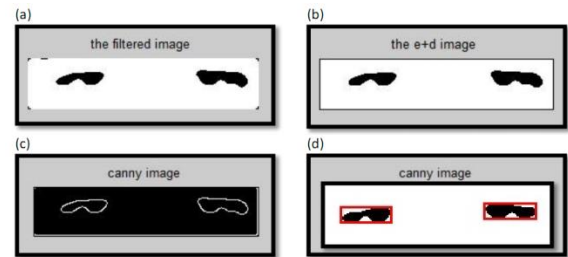 (a)
the filtered image
(b)
the e+d image
(c)
canny image
(d)
canny image